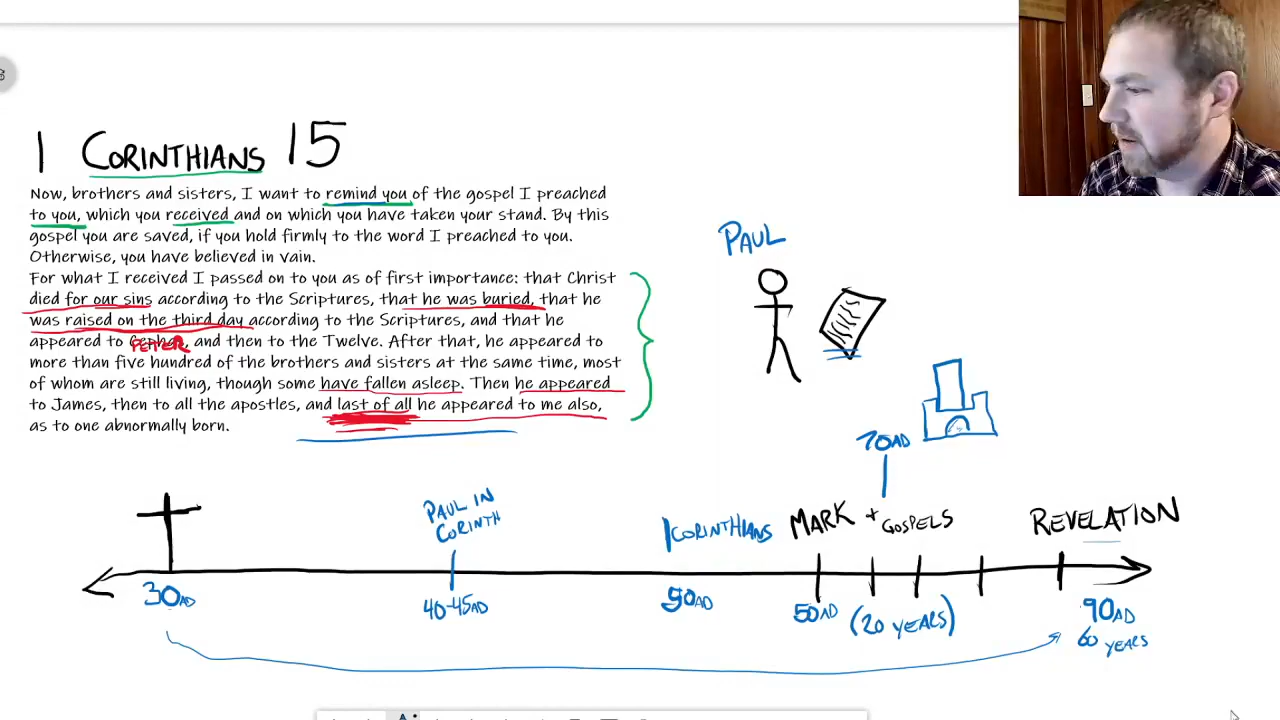 1 CORINTHIANS 15
Now, brothers and sisters, I want to remind you of the gospel I preached
to you, which you received and on which you have taken your stand. By this
gospel you are saved, if you hold firmly to the word I preached to you.
Otherwise, you have believed in vain.
For what I received I passed on to you as of first importance: that Christ
died for our sins according to the Scriptures, that he was buried, that he
was raised on the third day according to the Scriptures, and that he
appeared to PETER, and then to the Twelve. After that, he appeared to
more than five hundred of the brothers and sisters at the same time, most
of whom are still living, though some have fallen asleep. Then he appeared
to James, then to all the apostles, and last of all he appeared to me also,
as to one abnormally born.
PAUL
70AD
PAUL IN
CORINTH
1 CORINTHIANS
MARK + GOSPELS
REVELATION
30AD
40-45AD
50AD
50AD
(20 YEARS)
90AD
60 YEARS